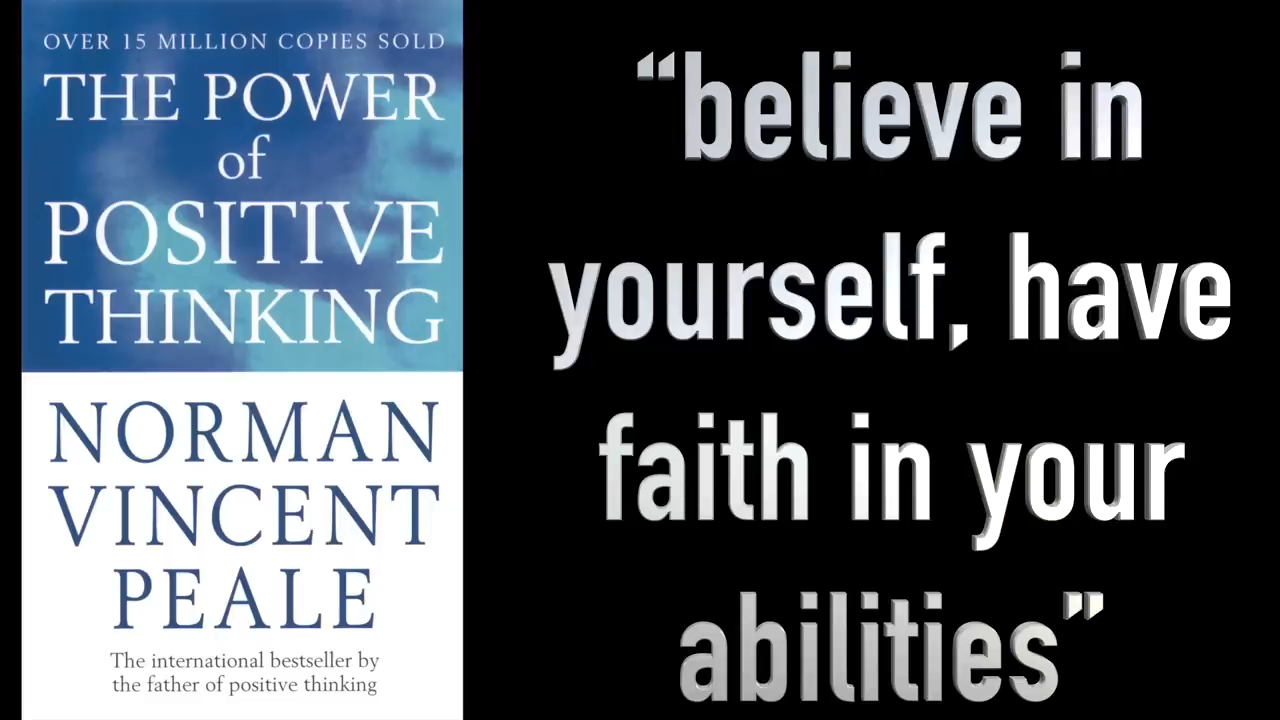 OVER 15 MILLION COPIES SOLD
THE POWER
of
POSITIVE
THINKING
NORMAN
VINCENT
PEALE
The international bestseller by
the father of positive thinking
“believe in
yourself, have
faith in your
abilities”